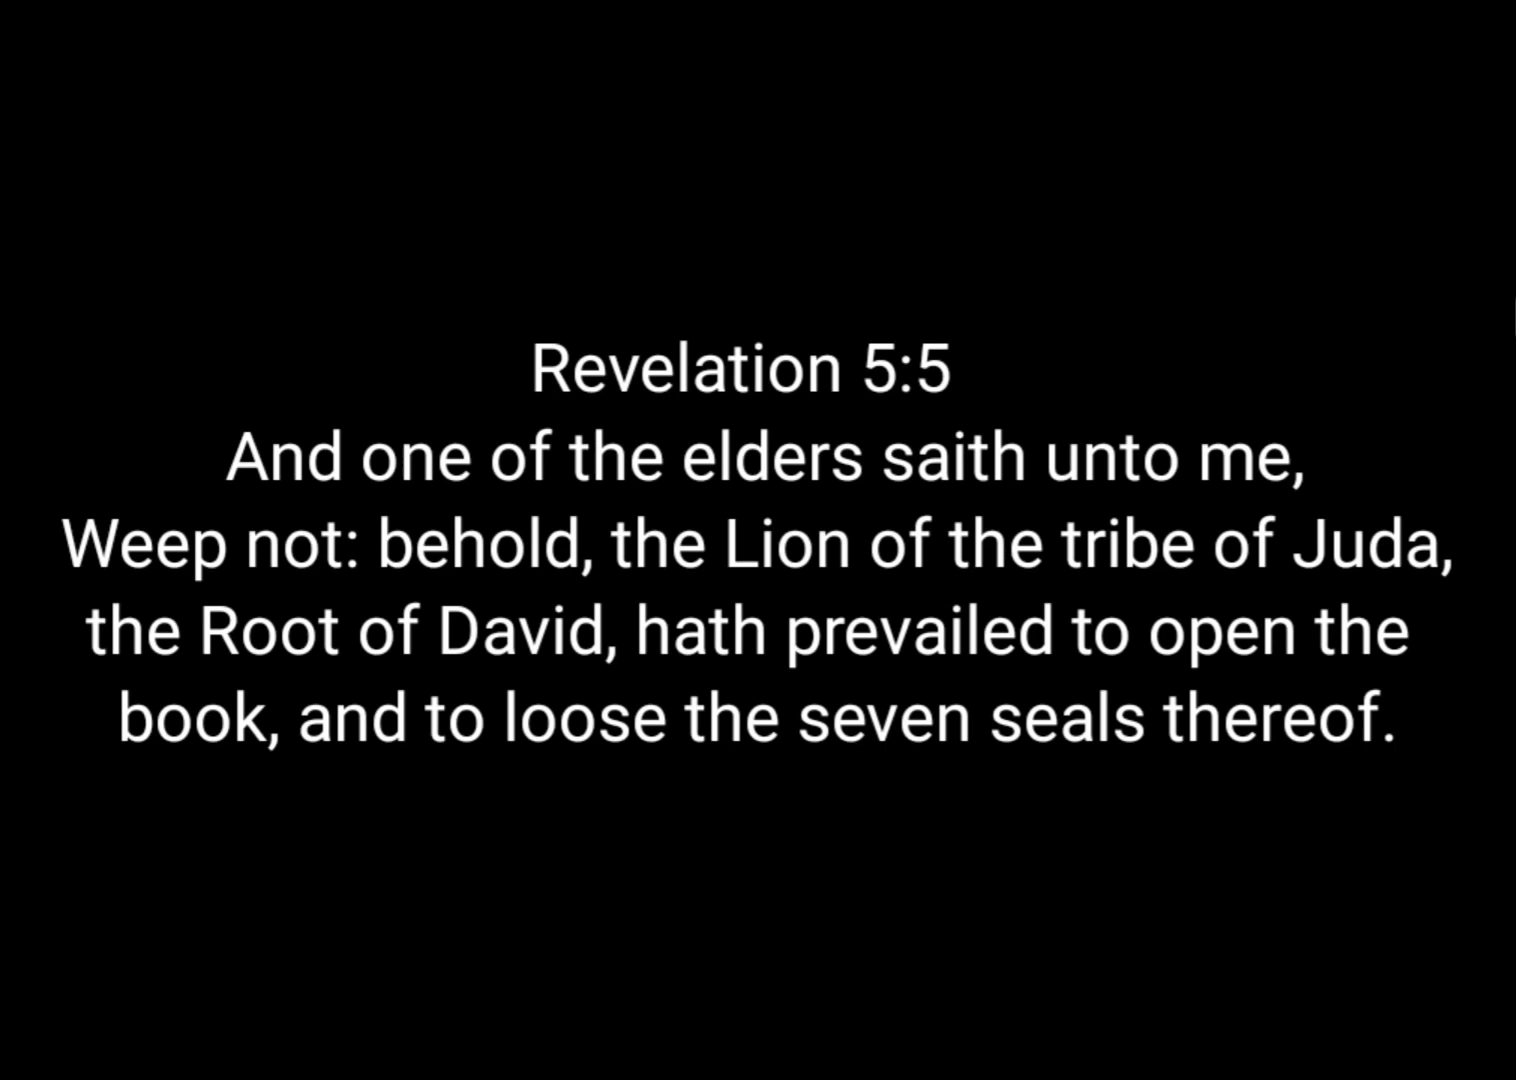 Revelation 5:5
And one of the elders saith unto me,
Weep not: behold, the Lion of the tribe of Juda,
the Root of David, hath prevailed to open the
book, and to loose the seven seals thereof.